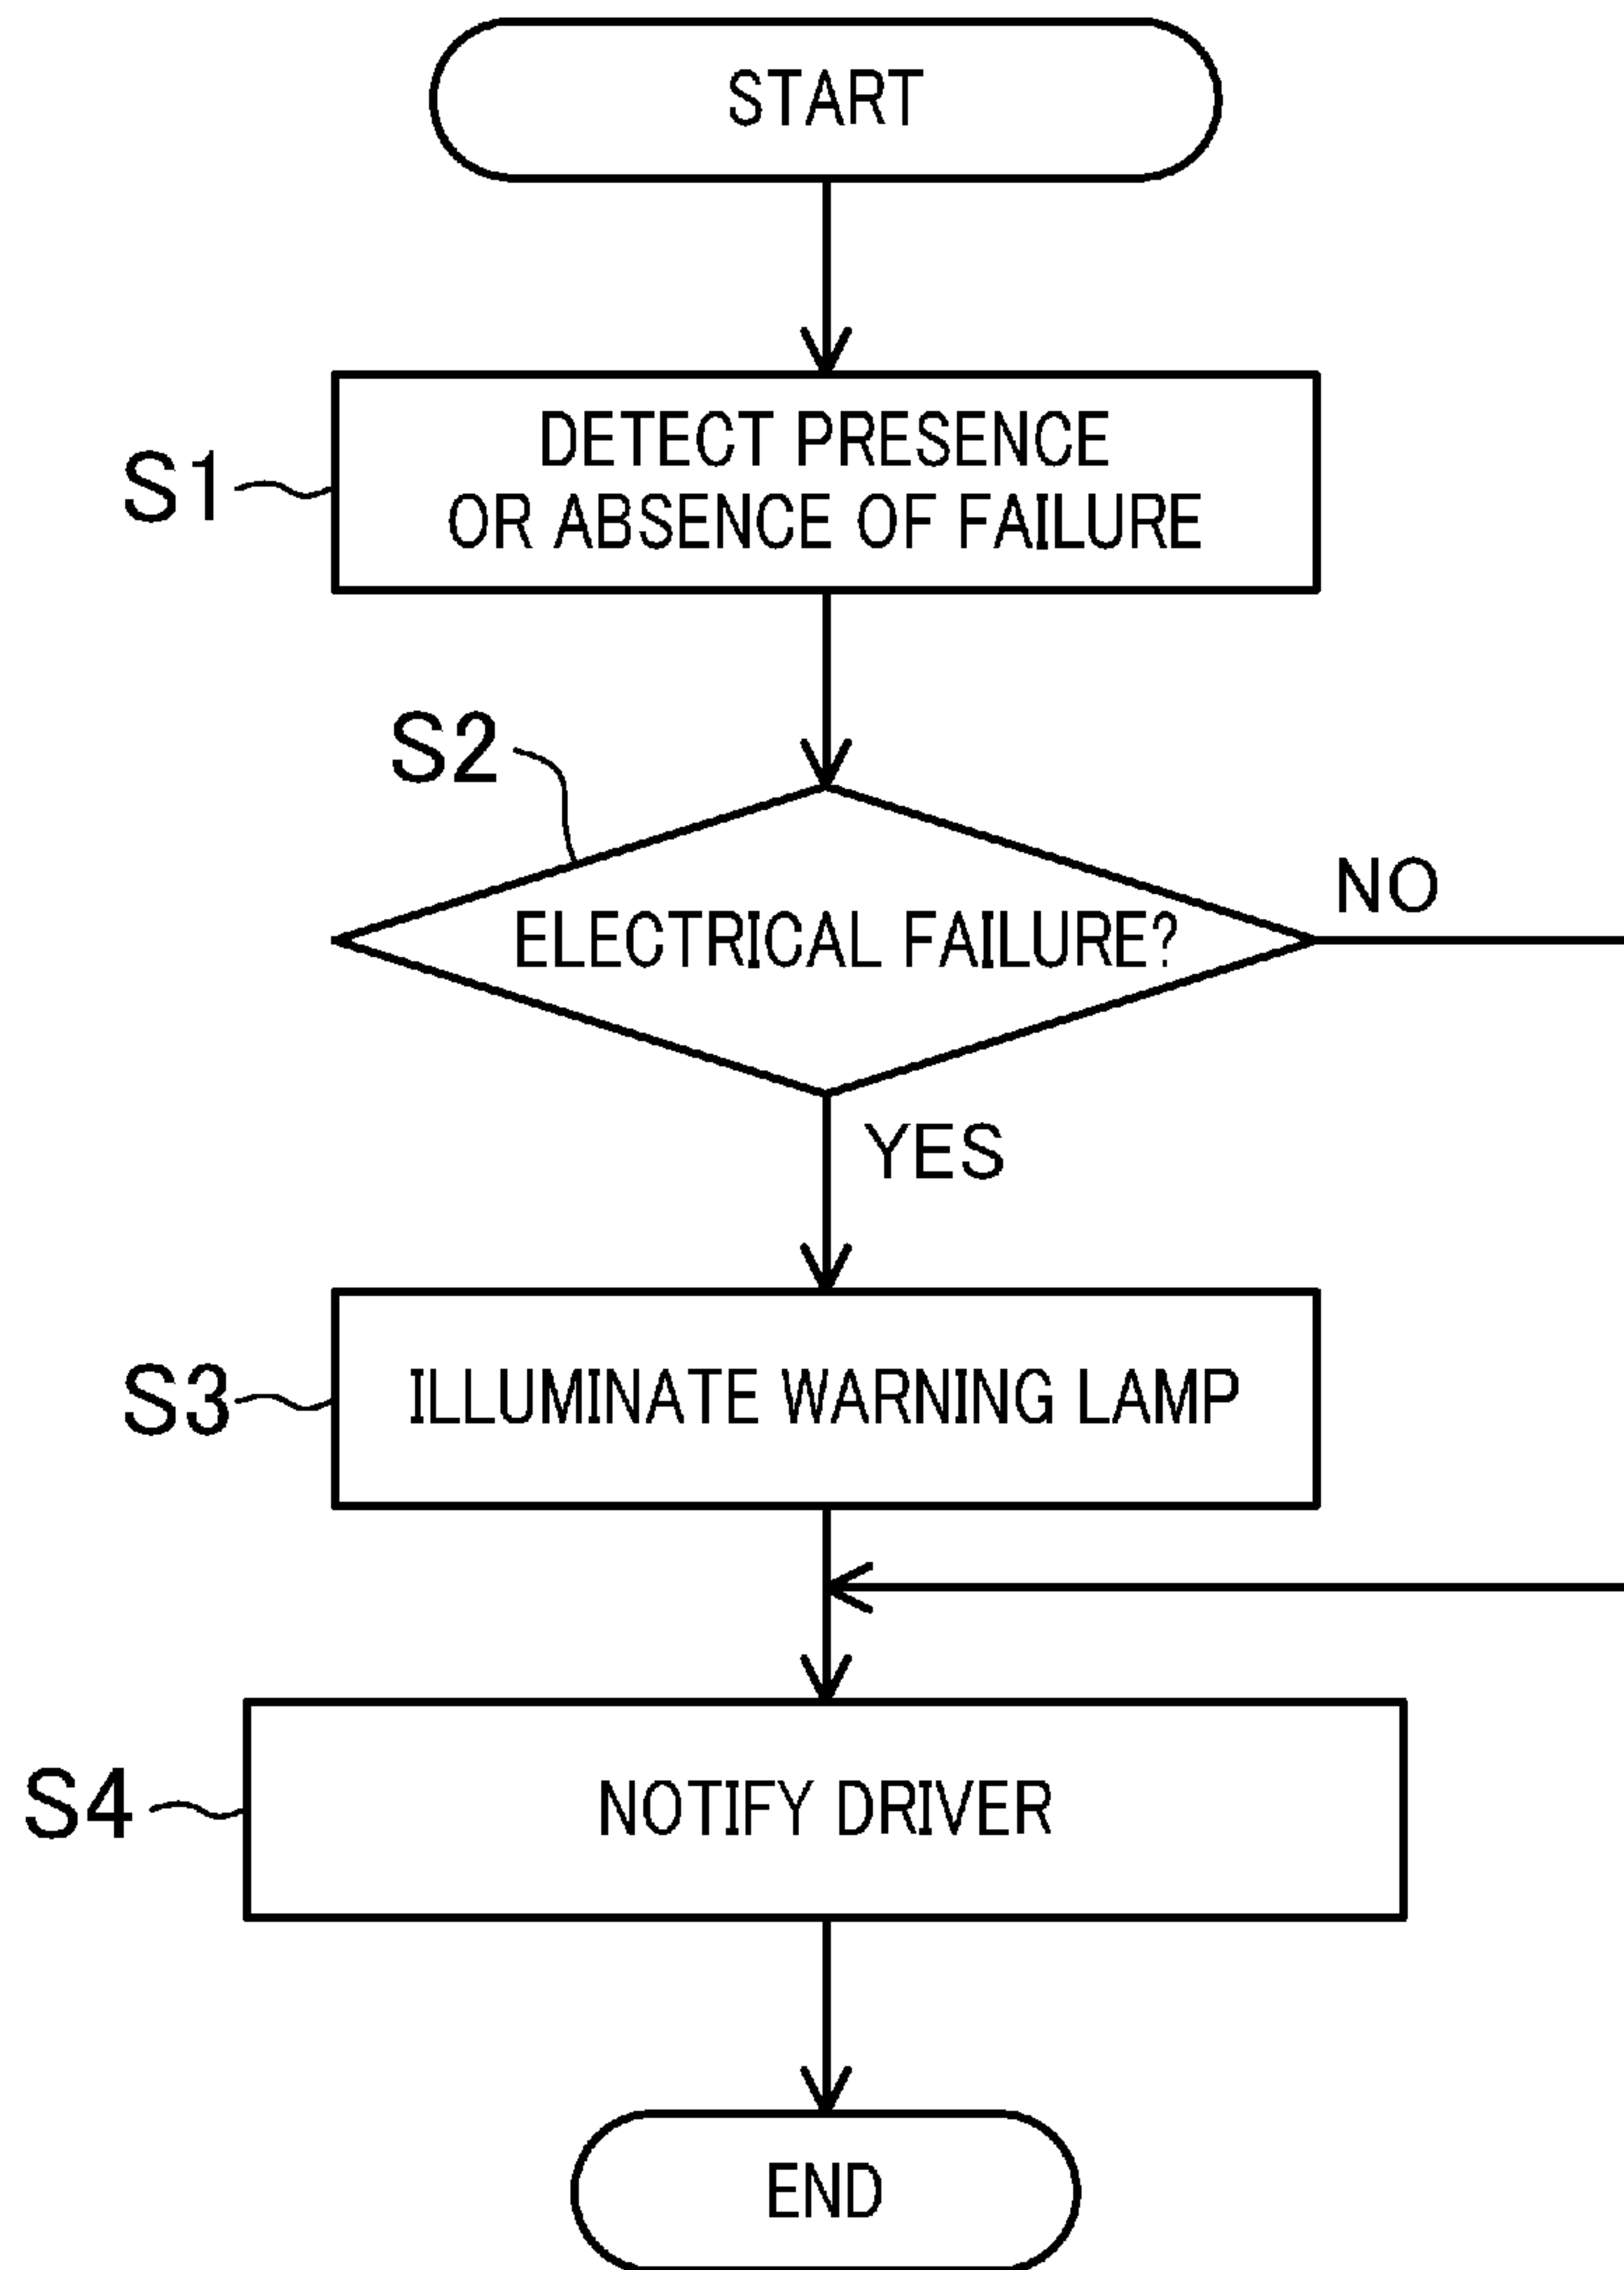 START
S1
DETECT PRESENCE
OR ABSENCE OF FAILURE
S2
ELECTRICAL FAILURE?
NO
YES
S3
ILLUMINATE WARNING LAMP
S4
NOTIFY DRIVER
END